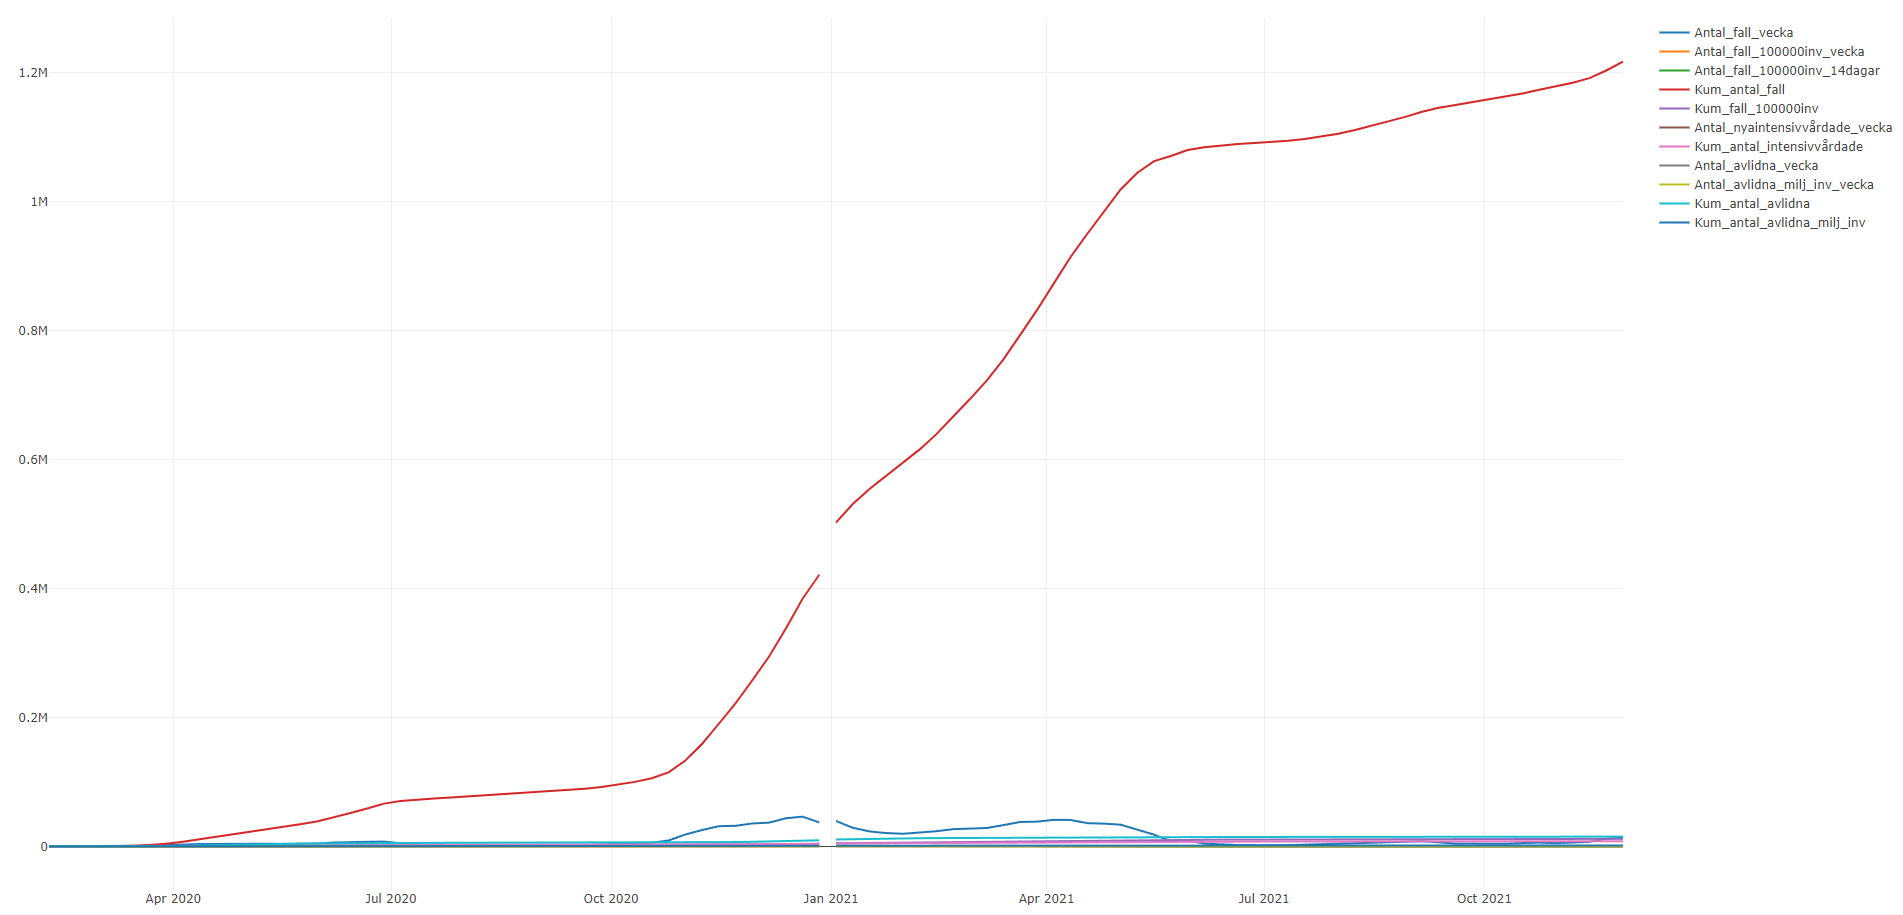 1.2M
1M
0.8M
0.6M
0.4M
0.2M
0
Apr 2020
Jul 2020
Oct 2020
Jan 2021
Apr 2021
Jul 2021
Oct 2021
Antal_fall_vecka
Antal_fall_100000inv_vecka
Antal_fall_100000inv_14dagar
Kum_antal_fall
Kum_fall_100000inv
Antal_nyaintensivvårdade_vecka
Kum_antal_intensivvårdade
Antal_avlidna_vecka
Antal_avlidna_milj_inv_vecka
Kum_antal_avlidna
Kum_antal_avlidna_milj_inv